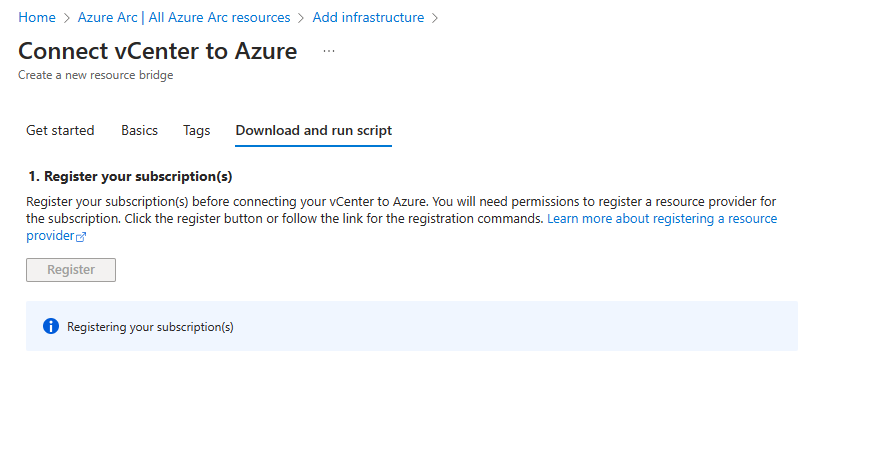 Home > Azure Arc | All Azure Arc resources > Add infrastructure >
Connect vCenter to Azure ...
Create a new resource bridge
Get started Basics Tags Download and run script
1. Register your subscription(s)
Register your subscription(s) before connecting your vCenter to Azure. You will need permissions to register a resource provider for
the subscription. Click the register button or follow the link for the registration commands. Learn more about registering a resource
provider
Register
Registering your subscription(s)